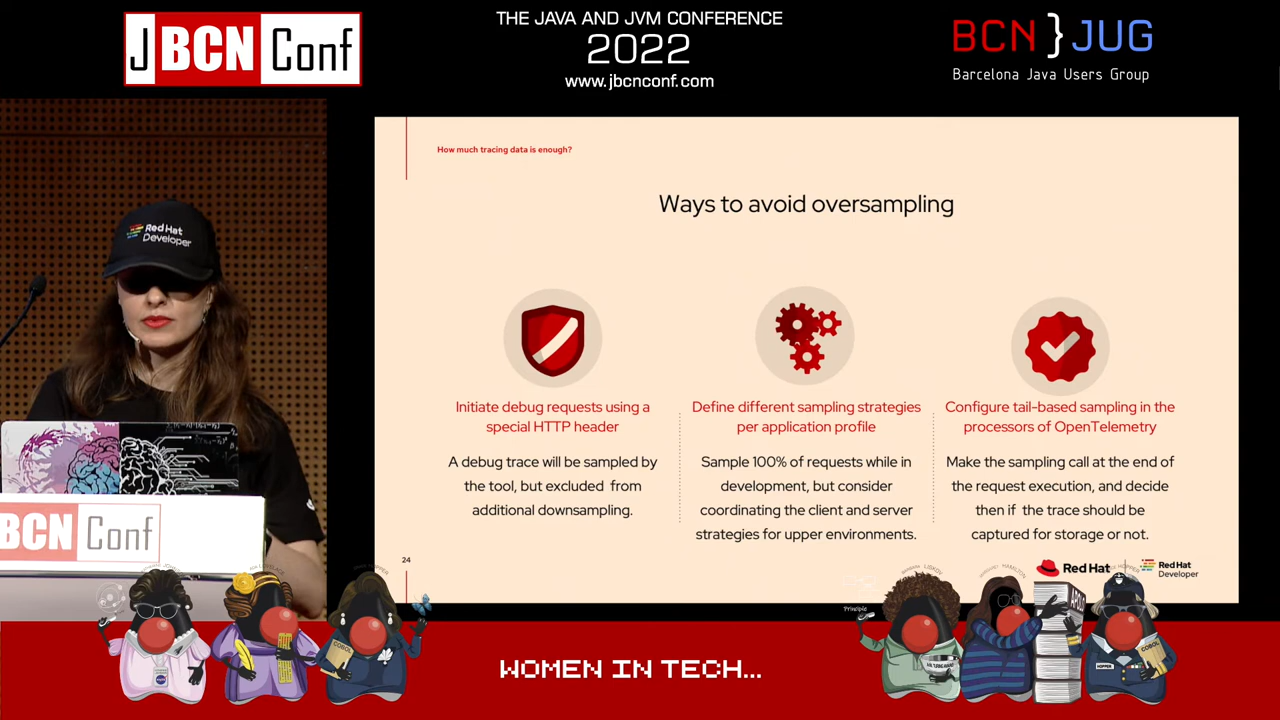 JBCN Conf
THE JAVA AND JVM CONFERENCE
2022
www.jbcnconf.com
BCN } JUG
Barcelona Java Users Group
Red Hat
Developer
BCN Conf
How much tracing data is enough?
Ways to avoid oversampling
Initiate debug requests using a
special HTTP header
A debug trace will be sampled by
the tool, but excluded from
additional downsampling.
Define different sampling strategies
per application profile
Sample 100% of requests while in
development, but consider
coordinating the client and server
strategies for upper environments.
Configure tail-based sampling in the
processors of OpenTelemetry
Make the sampling call at the end of
the request execution, and decide
then if the trace should be
captured for storage or not.
24
Red Hat
Red Hat
Developer
LISKOV
HAMILTON
Principle
COBOL
HOPPER
COBOL
WOMEN IN TECH...